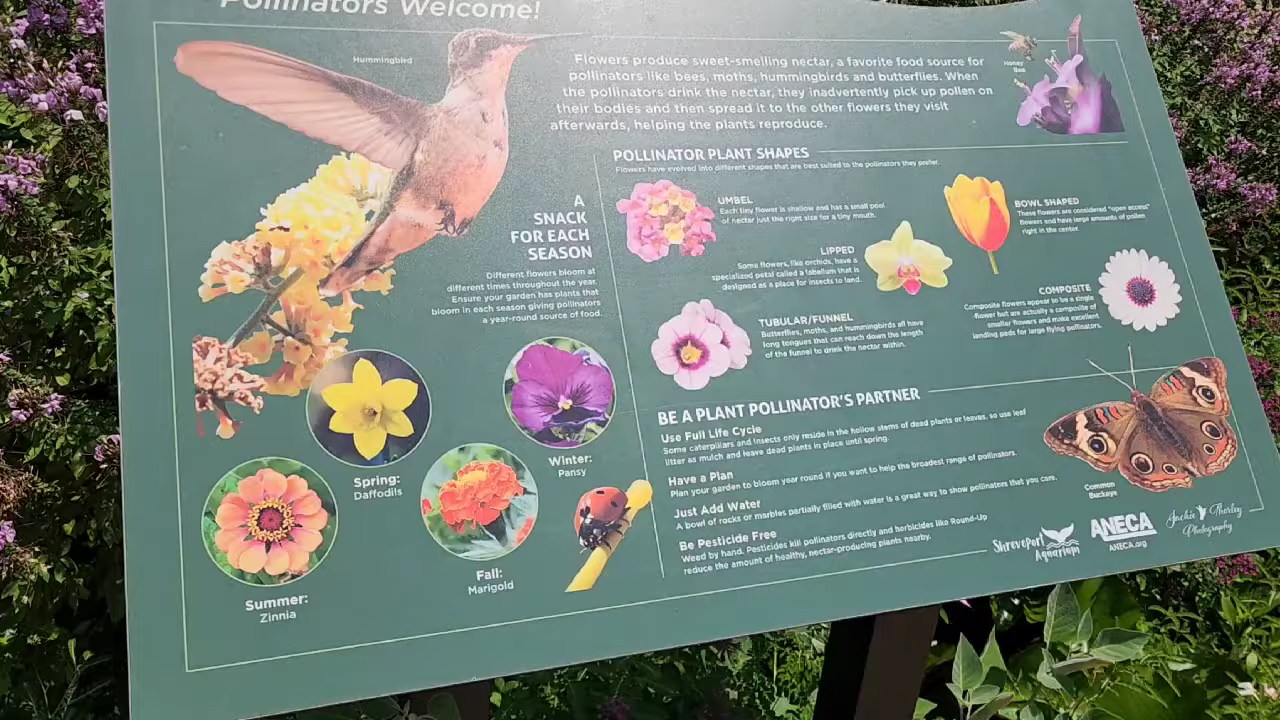 Pollinators Welcome!
Hummingbird
Flowers produce sweet-smelling nectar, a favorite food source for
pollinators like bees, moths, hummingbirds and butterflies. When
the pollinators drink the nectar, they inadvertently pick up pollen on
their bodies and then spread it to the other flowers they visit
afterwards, helping the plants reproduce.
Honey
Bee
A
SNACK
FOR EACH
SEASON
Different flowers bloom at
different times throughout the year.
Ensure your garden has plants that
bloom in each season giving pollinators
a year-round source of food.
Spring:
Daffodils
Winter:
Pansy
Summer:
Zinnia
Fall:
Marigold
POLLINATOR PLANT SHAPES
Flowers have evolved into different shapes that are best suited to the pollinators they prefer.
UMBEL
Each tiny flower is shallow and has a small pool
of nectar just the right size for a tiny mouth.
BOWL SHAPED
These flowers are considered "open access"
flowers and have large amounts of pollen
right in the center.
LIPPED
Some flowers, like orchids, have a
specialized petal called a labellum that is
designed as a place for insects to land.
COMPOSITE
Composite flowers appear to be a single
flower but are actually a composite of
smaller flowers and make excellent
landing pads for large flying pollinators.
TUBULAR/FUNNEL
Butterflies, moths, and hummingbirds all have
long tongues that can reach down the length
of the funnel to drink the nectar within.
BE A PLANT POLLINATOR'S PARTNER
Use Full Life Cycle
Some caterpillars and insects only reside in the hollow stems of dead plants or leaves, so use leaf
litter as mulch and leave dead plants in place until spring.
Have a Plan
Plan your garden to bloom year round if you want to help the broadest range of pollinators.
Just Add Water
A bowl of rocks or marbles partially filled with water is a great way to show pollinators that you care.
Be Pesticide Free
Weed by hand. Pesticides kill pollinators directly and herbicides like Round-Up
reduce the amount of healthy, nectar-producing plants nearby.
Common
Buckeye
Shreveport
Aquarium
ANECA
ANECA.org
Jackie Thorley
Photography